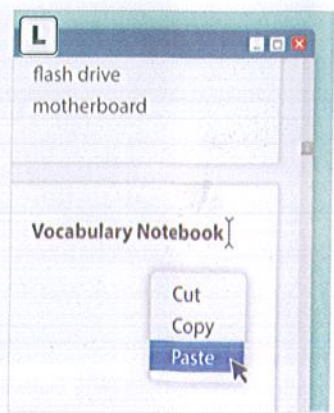 L
flash drive
motherboard
Vocabulary Notebook
Cut
Copy
Paste